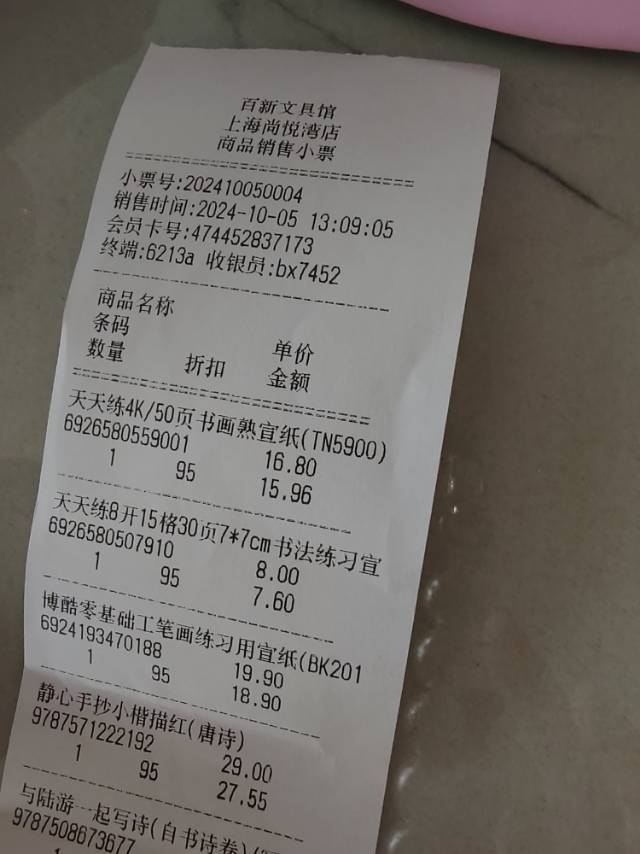 百新文具馆
上海尚悦湾店
商品销售小票
小票号:202410050004
销售时间:2024-10-05 13:09:05
会员卡号:474452837173
终端:6213a 收银员:bx7452
商品名称
条码 单价
数量 折扣 金额
天天练4K/50页书画熟宣纸(TN5900)
6926580559001 16.80
1 95 15.96
天天练8开15格30页7*7cm书法练习宣
6926580507910 8.00
1 95 7.60
博酷零基础工笔画练习用宣纸(BK201
6924193470188 19.90
1 95 18.90
静心手抄小楷描红(唐诗)
9787571222192 29.00
1 95 27.55
与陆游一起写诗(自书诗卷)
9787508673677